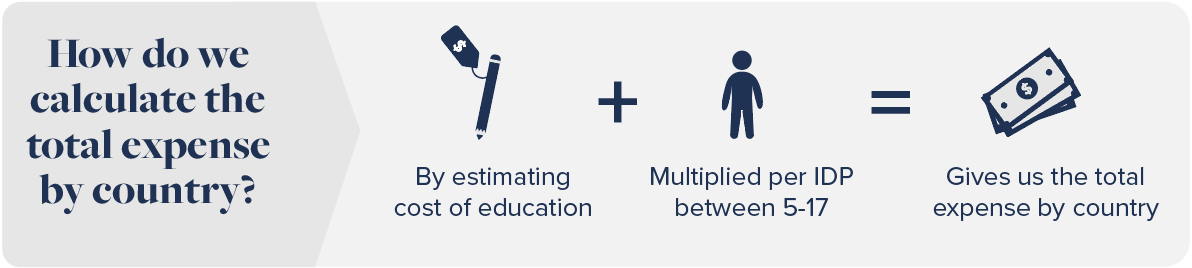 How do we
calculate the
total expense
by country?
$
+
=
$
By estimating
cost of education
Multiplied per IDP
between 5-17
Gives us the total
expense by country